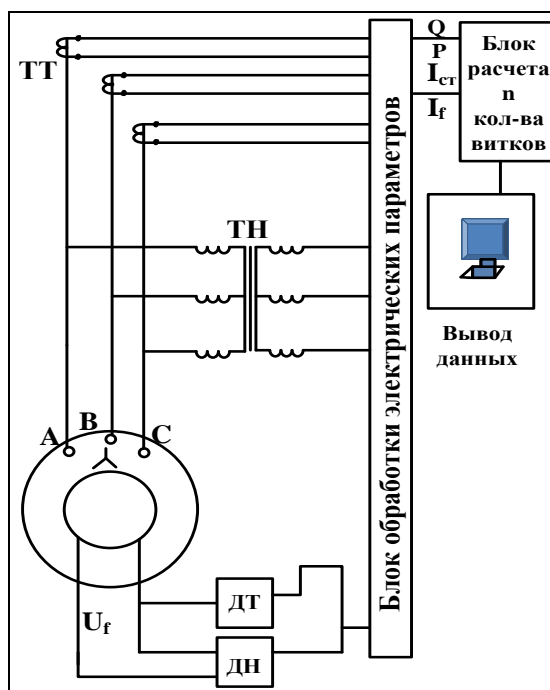 Q
P
Iст
If
Блок
расчета
n
кол-ва
витков
ТТ
ТН
Блок обработки электрических параметров
Вывод
данных
A
B
C
Uf
ДТ
ДН